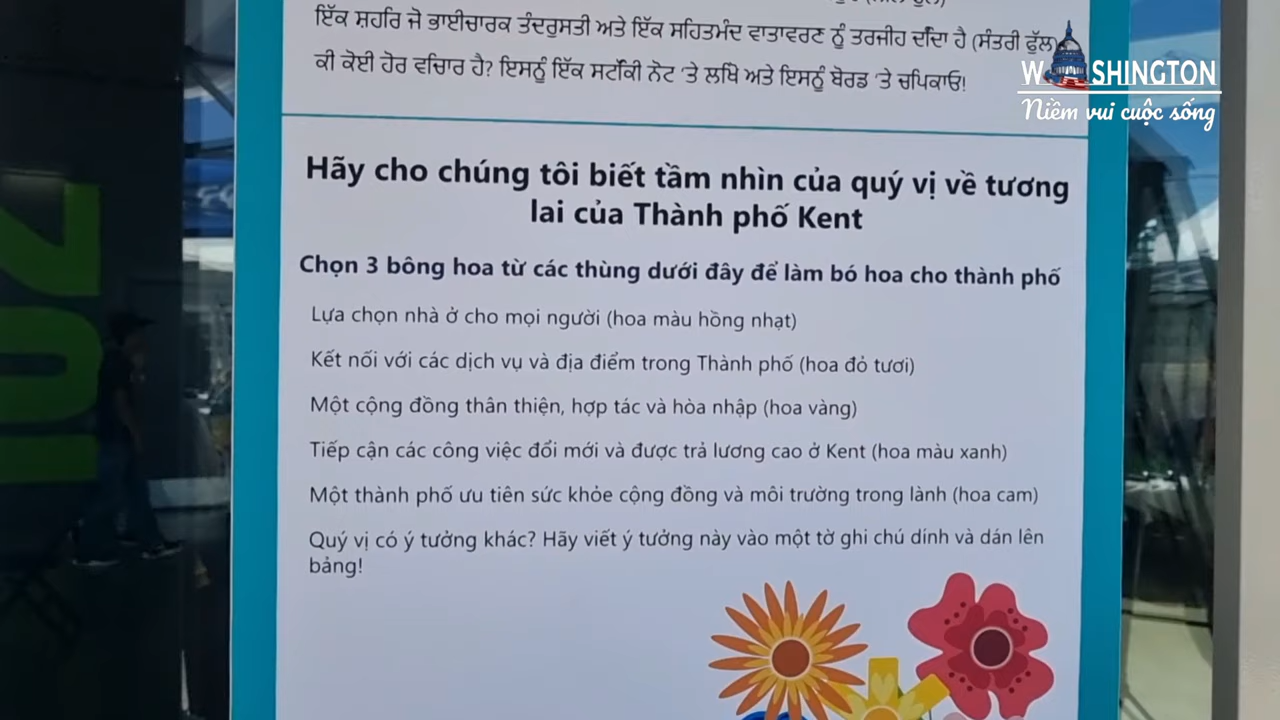 ਇੱਕ ਸ਼ਹਰਿ ਜੋ ਭਾਈਚਾਰਕ ਤੰਦਰੁਸਤੀ ਅਤੇ ਇੱਕ ਸਹਿਤਮੰਦ ਵਾਤਾਵਰਣ ਨੂੰ ਤਰਜੀਹ ਦੰਿਦਾ ਹੈ (ਸੰਤਰੀ ਫੁੱਲ)
ਕੀ ਕੋਈ ਹੋਰ ਵਚਿਾਰ ਹੈ? ਇਸਨੂੰ ਇੱਕ ਸਟੱਕੀ ਨੋਟ 'ਤੇ ਲਖਿੋ ਅਤੇ ਇਸਨੂੰ ਬੋਰਡ 'ਤੇ ਚਪਿਕਾਓ!
WASHINGTON
Niềm vui cuộc sống
Hãy cho chúng tôi biết tầm nhìn của quý vị về tương
lai của Thành phố Kent
Chọn 3 bông hoa từ các thùng dưới đây để làm bó hoa cho thành phố
Lựa chọn nhà ở cho mọi người (hoa màu hồng nhạt)
Kết nối với các dịch vụ và địa điểm trong Thành phố (hoa đỏ tươi)
Một cộng đồng thân thiện, hợp tác và hòa nhập (hoa vàng)
Tiếp cận các công việc đổi mới và được trả lương cao ở Kent (hoa màu xanh)
Một thành phố ưu tiên sức khỏe cộng đồng và môi trường trong lành (hoa cam)
Quý vị có ý tưởng khác? Hãy viết ý tưởng này vào một tờ ghi chú dính và dán lên
bảng!